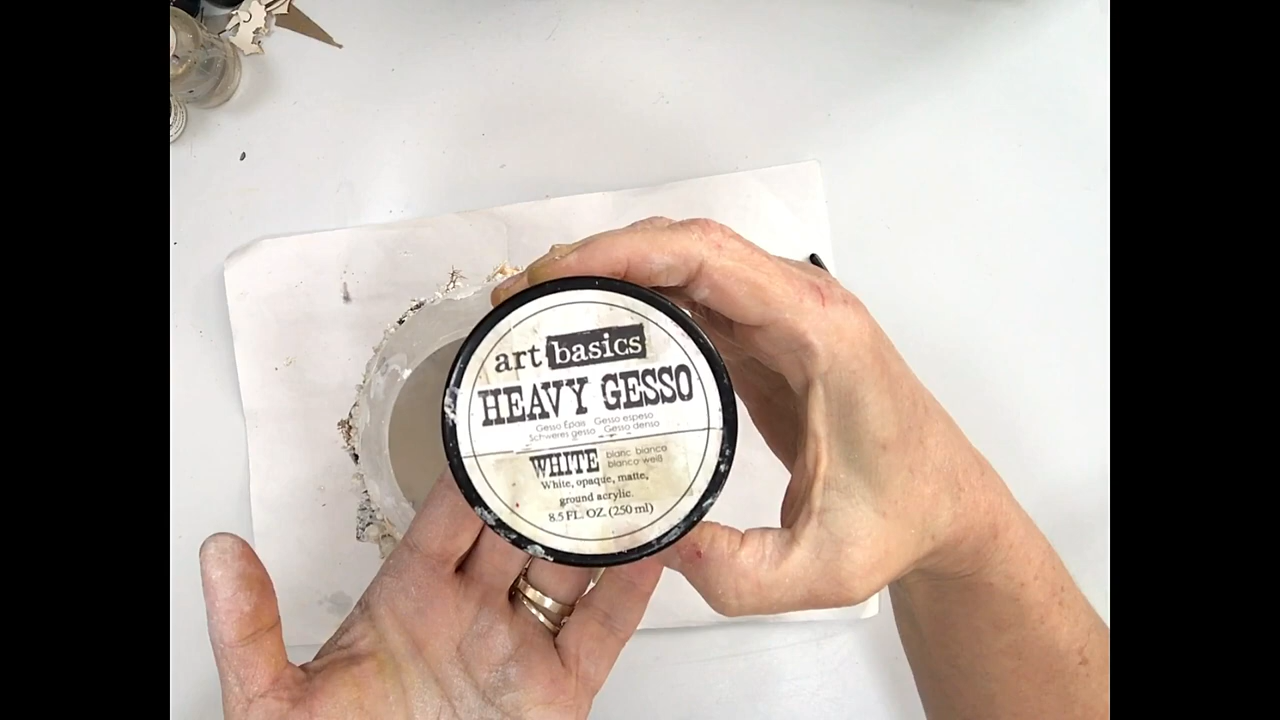 art basics
HEAVY GESSO
Gesso Épais Gesso espeso
Schweres gesso Gesso denso
WHITE blanc bianco
blanco weiß
White, opaque, matte,
ground acrylic.
8.5 FL. OZ. (250 ml)